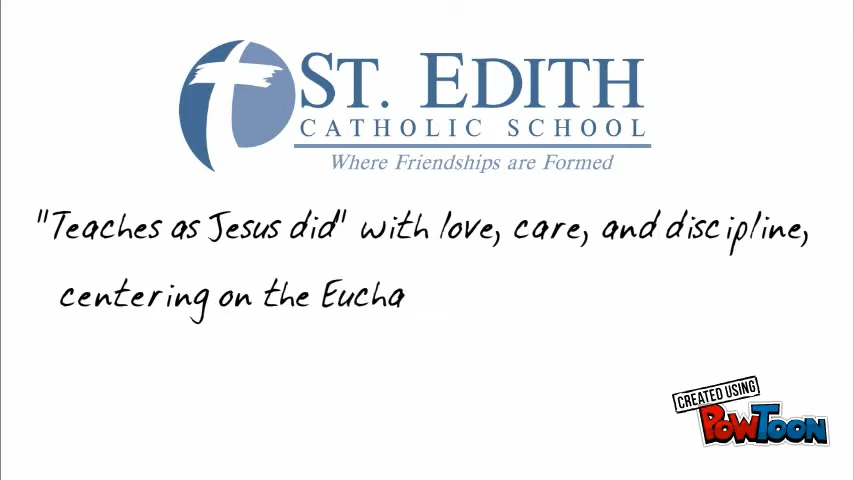 ST. EDITH
CATHOLIC SCHOOL
Where Friendships are Formed
"Teaches as Jesus did" with love, care, and discipline,
centering on the Eucha
CREATED USING
POWTOON